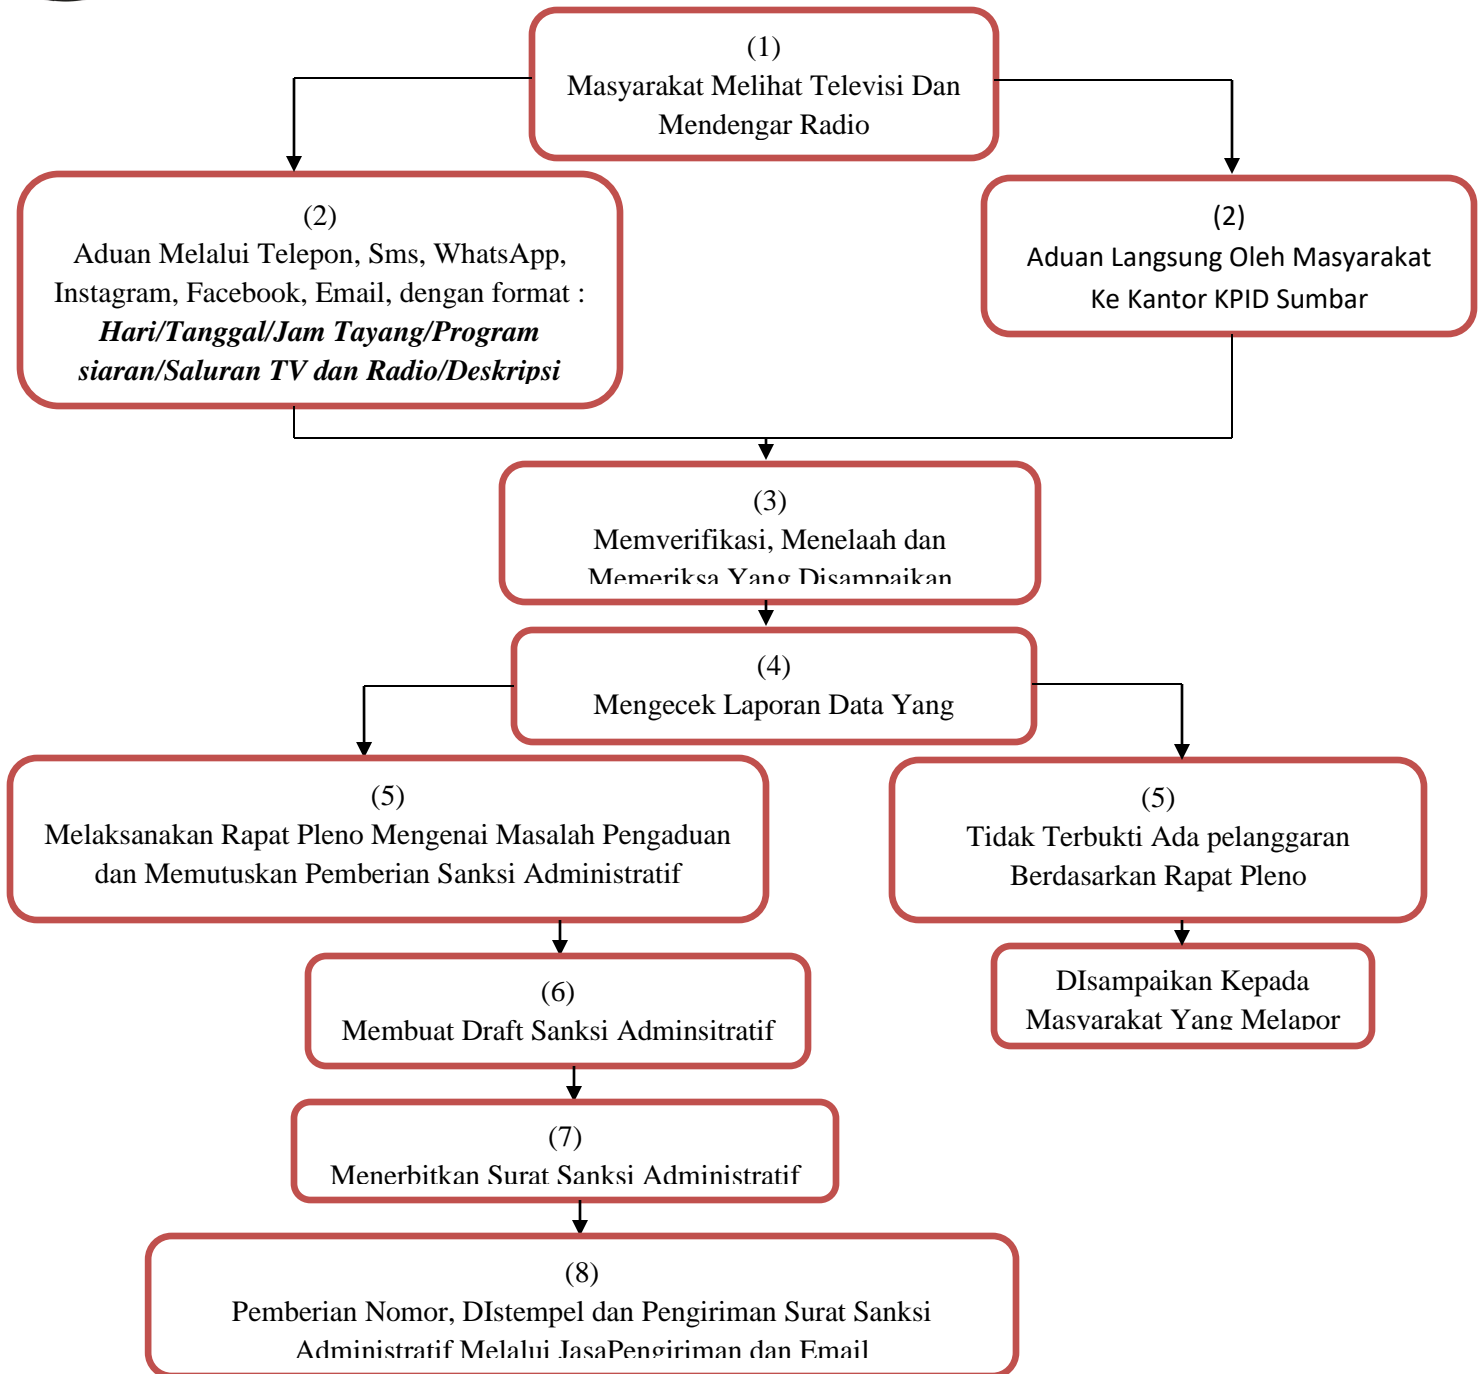 (1)
Masyarakat Melihat Televisi Dan
Mendengar Radio
(2)
Aduan Melalui Telepon, Sms, WhatsApp,
Instagram, Facebook, Email, dengan format :
Hari/Tanggal/Jam Tayang/Program
siaran/Saluran TV dan Radio/Deskripsi
(2)
Aduan Langsung Oleh Masyarakat
Ke Kantor KPID Sumbar
(3)
Memverifikasi, Menelaah dan
Memeriksa Yang Disampaikan
(4)
Mengecek Laporan Data Yang
(5)
Melaksanakan Rapat Pleno Mengenai Masalah Pengaduan
dan Memutuskan Pemberian Sanksi Administratif
(5)
Tidak Terbukti Ada pelanggaran
Berdasarkan Rapat Pleno
(6)
Membuat Draft Sanksi Adminsitratif
DIsampaikan Kepada
Masyarakat Yang Melapor
(7)
Menerbitkan Surat Sanksi Administratif
(8)
Pemberian Nomor, DIstempel dan Pengiriman Surat Sanksi
Administratif Melalui JasaPengiriman dan Email